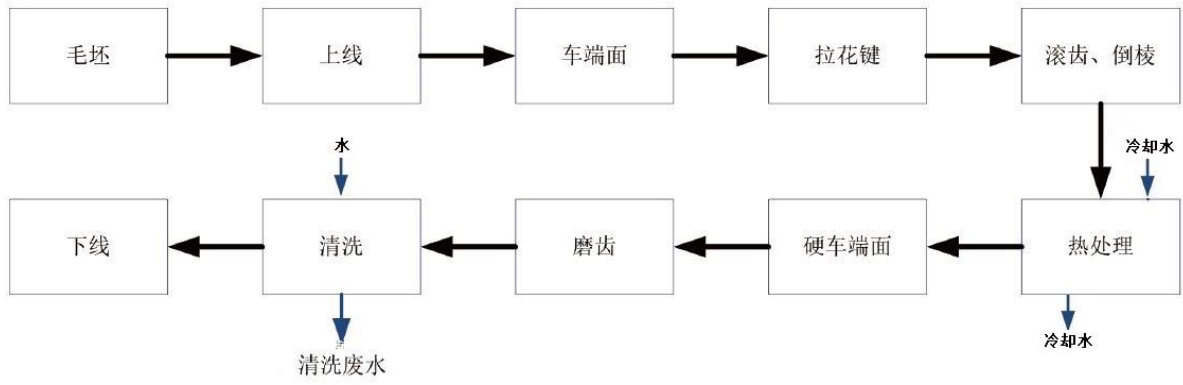 毛坯
上线
车端面
拉花键
滚齿、倒棱
水
冷却水
下线
清洗
磨齿
硬车端面
热处理
冷却水
清洗废水